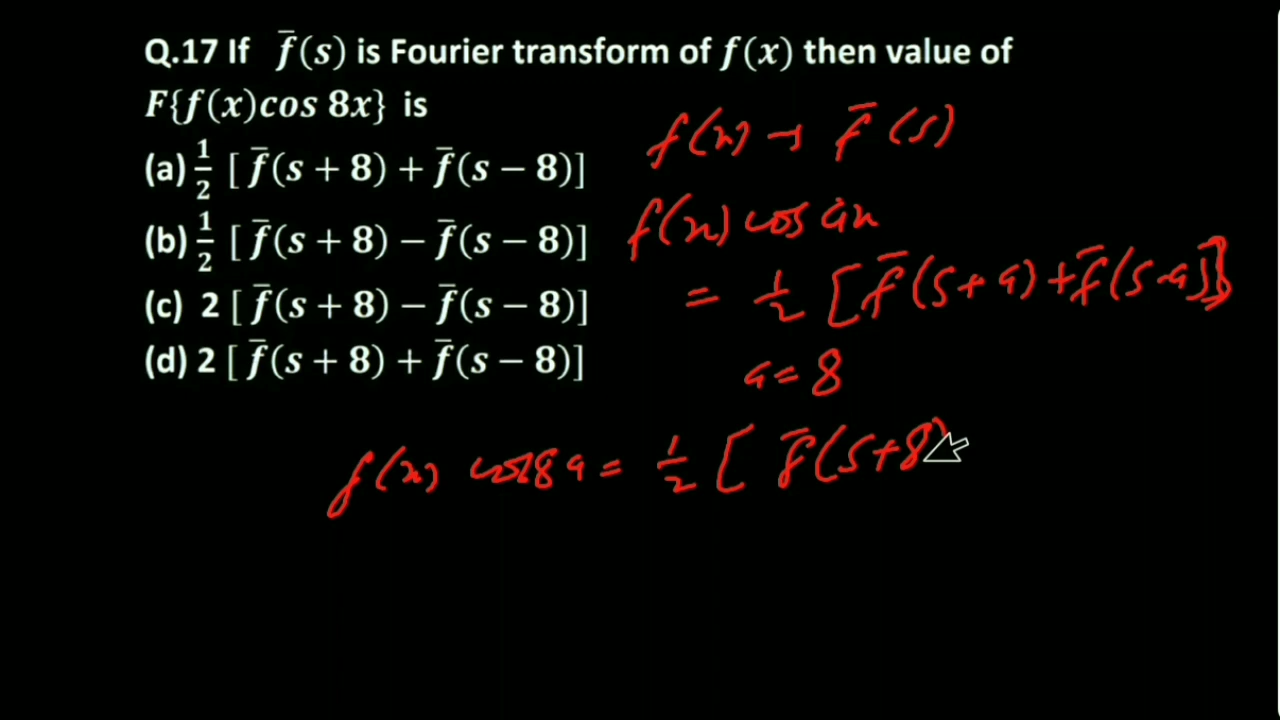 Q.17 If f̄(s) is Fourier transform of f(x) then value of
F{f(x)cos 8x} is
(a) 1/2 [f̄(s + 8) + f̄(s − 8)]
(b) 1/2 [f̄(s + 8) − f̄(s − 8)]
(c) 2 [f̄(s + 8) − f̄(s − 8)]
(d) 2 [f̄(s + 8) + f̄(s − 8)]
f(x) → f̄(s)
f(x) cos ax
= 1/2 [f̄(s+a) + f̄(s-a)]
a = 8
f(x) cos 8 a = 1/2 [ f̄(s+8)